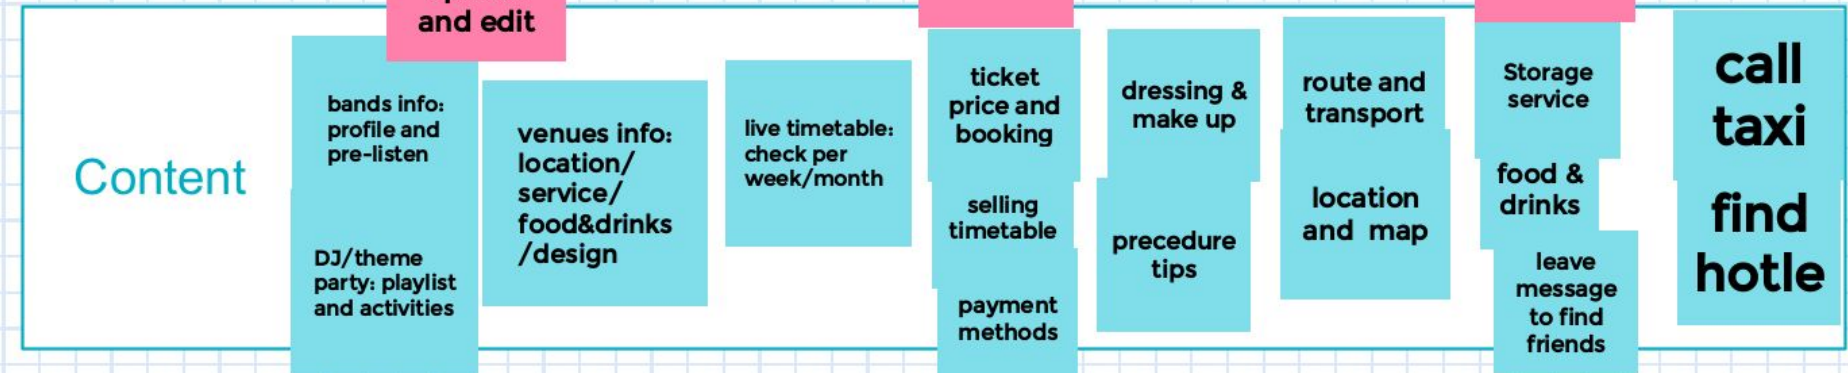 and edit
Content
bands info:
profile and
pre-listen
DJ/theme
party: playlist
and activities
venues info:
location/
service/
food&drinks
/design
live timetable:
check per
week/month
ticket
price and
booking
selling
timetable
payment
methods
dressing &
make up
precedure
tips
route and
transport
location
and map
Storage
service
food &
drinks
leave
message
to find
friends
call
taxi
find
hotle